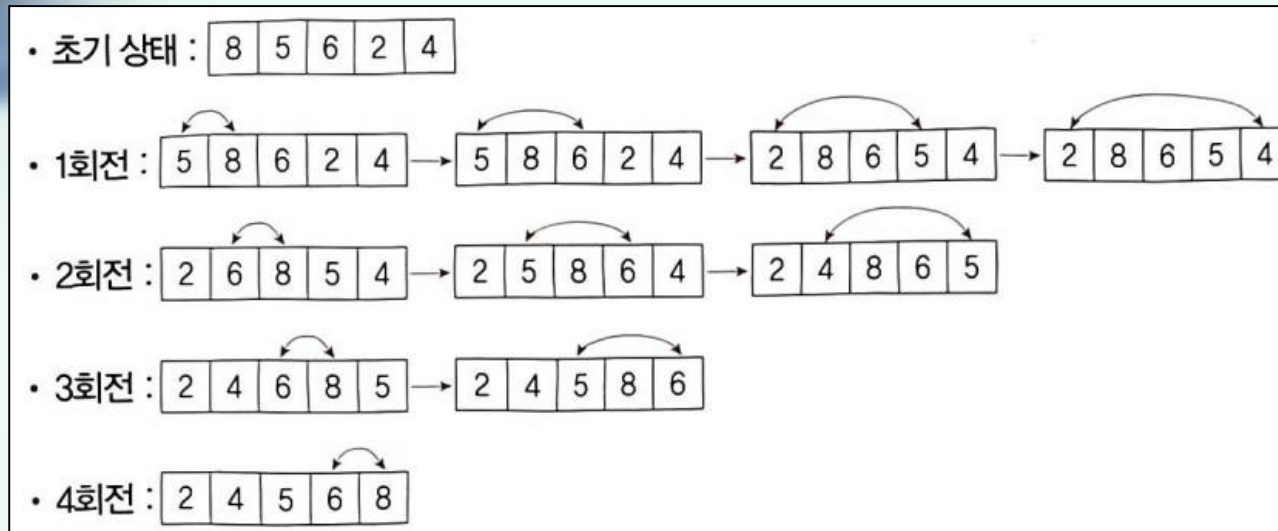 • 초기 상태 : 8 5 6 2 4
• 1회전 : 5 8 6 2 4 → 5 8 6 2 4 → 2 8 6 5 4 → 2 8 6 5 4
• 2회전 : 2 6 8 5 4 → 2 5 8 6 4 → 2 4 8 6 5
• 3회전 : 2 4 6 8 5 → 2 4 5 8 6
• 4회전 : 2 4 5 6 8